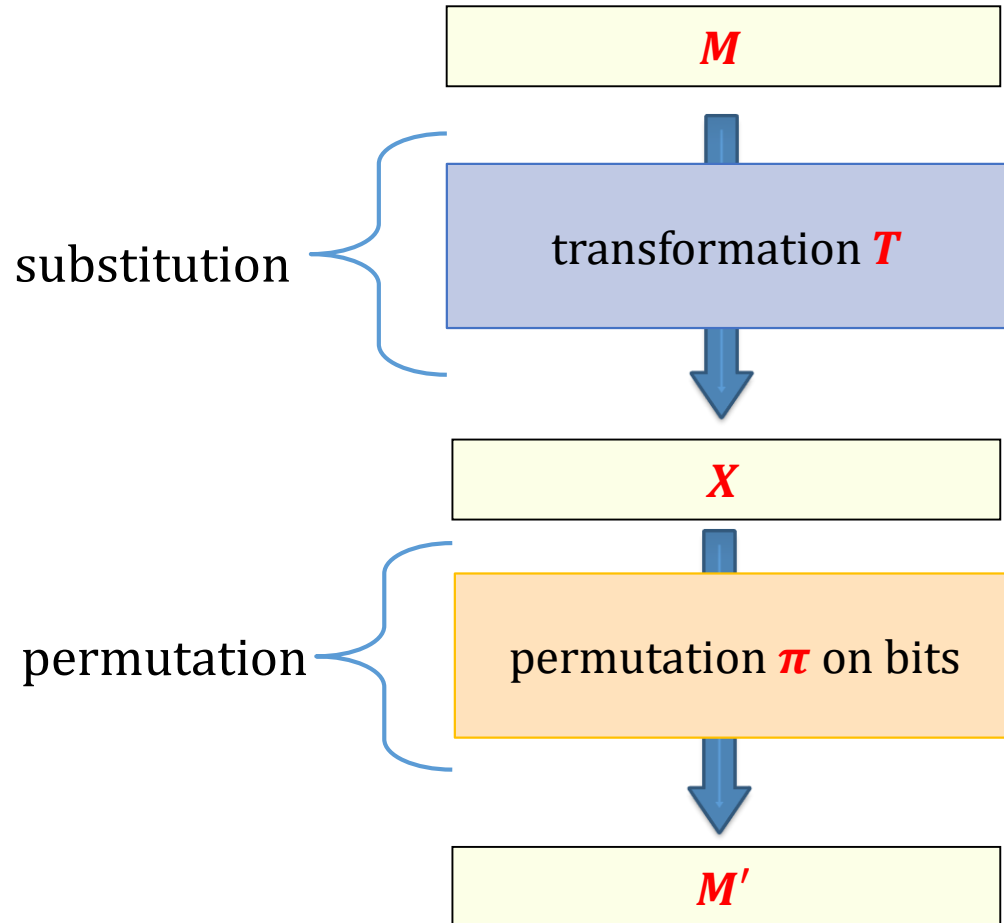 M
substitution
transformation T
X
permutation
permutation π on bits
M′